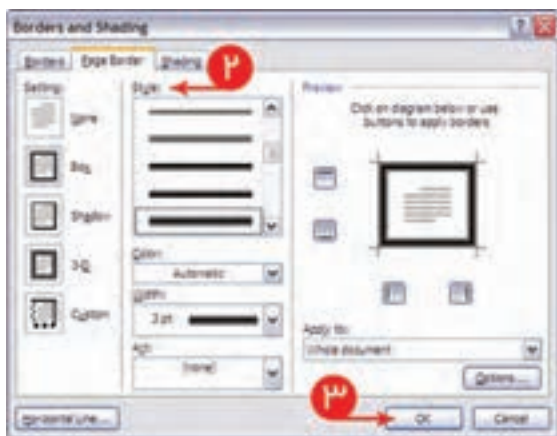 Borders and Shading
Borders Page Border Shading
۲
Setting:
None
Box
Shadow
3-D
Custom
Style:
Color:
Automatic
Width:
3 pt
Art:
(none)
Preview
Click on diagram below or use
buttons to apply borders
Apply to:
Whole document
Options...
۳
Horizontal Line...
OK
Cancel